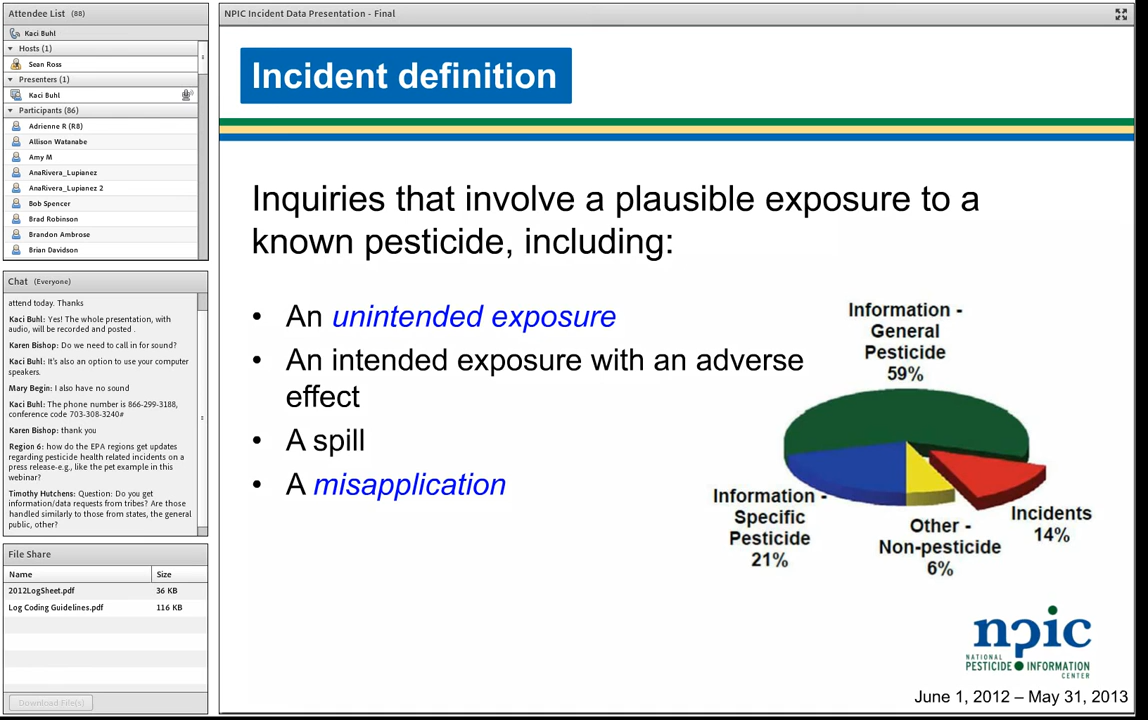 Attendee List (88)
Kaci Buhl
Hosts (1)
Sean Ross
Presenters (1)
Kaci Buhl
Participants (86)
Adrienne R (R8)
Allison Watanabe
Amy M
AnaRivera_Lupianez
AnaRivera_Lupianez 2
Bob Spencer
Brad Robinson
Brandon Ambrose
Brian Davidson
Chat (Everyone)
attend today. Thanks
Kaci Buhl: Yes! The whole presentation, with
audio, will be recorded and posted .
Karen Bishop: Do we need to call in for sound?
Kaci Buhl: It's also an option to use your computer
speakers.
Mary Begin: I also have no sound
Kaci Buhl: The phone number is 866-299-3188,
conference code 703-308-3240#
Karen Bishop: thank you
Region 6: how do the EPA regions get updates
regarding pesticide health related incidents on a
press release-e.g., like the pet example in this
webinar?
Timothy Hutchens: Question: Do you get
information/data requests from tribes? Are those
handled similarly to those from states, the general
public, other?
File Share
Name Size
2012LogSheet.pdf 36 KB
Log Coding Guidelines.pdf 116 KB
Download File(s)
NPIC Incident Data Presentation - Final
Incident definition
Inquiries that involve a plausible exposure to a
known pesticide, including:
• An unintended exposure
• An intended exposure with an adverse
effect
• A spill
• A misapplication
Information -
General
Pesticide
59%
Information -
Specific
Pesticide
21%
Other -
Non-pesticide
6%
Incidents
14%
npic
NATIONAL
PESTICIDE INFORMATION
CENTER
June 1, 2012 – May 31, 2013